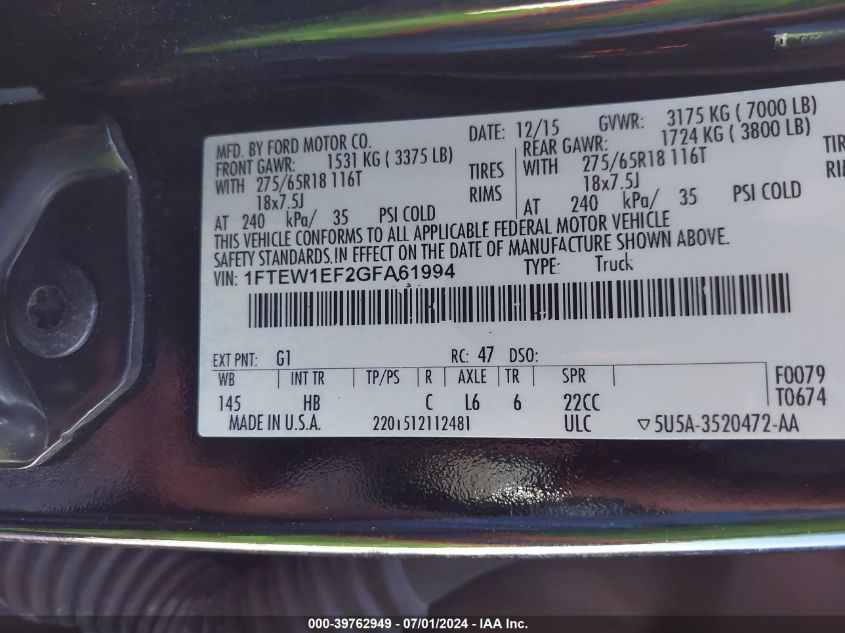 MFD. BY FORD MOTOR CO. DATE: 12/15 GVWR: 3175 KG ( 7000 LB)
FRONT GAWR: 1531 KG ( 3375 LB) REAR GAWR: 1724 KG ( 3800 LB)
WITH 275/65R18 116T TIRES WITH 275/65R18 116T TIRE
18x7.5J RIMS 18x7.5J RIM
AT 240 kPa/ 35 PSI COLD AT 240 kPa/ 35 PSI COLD
THIS VEHICLE CONFORMS TO ALL APPLICABLE FEDERAL MOTOR VEHICLE
SAFETY STANDARDS IN EFFECT ON THE DATE OF MANUFACTURE SHOWN ABOVE.
VIN: 1FTEW1EF2GFA61994 TYPE: Truck
EXT PNT: G1 RC: 47 DSO:
WB INT TR TP/PS R AXLE TR SPR F0079
145 HB C L6 6 22CC T0674
MADE IN U.S.A. 2201512112481 ULC ▽5U5A-3520472-AA
000-39762949 - 07/01/2024 - IAA Inc.